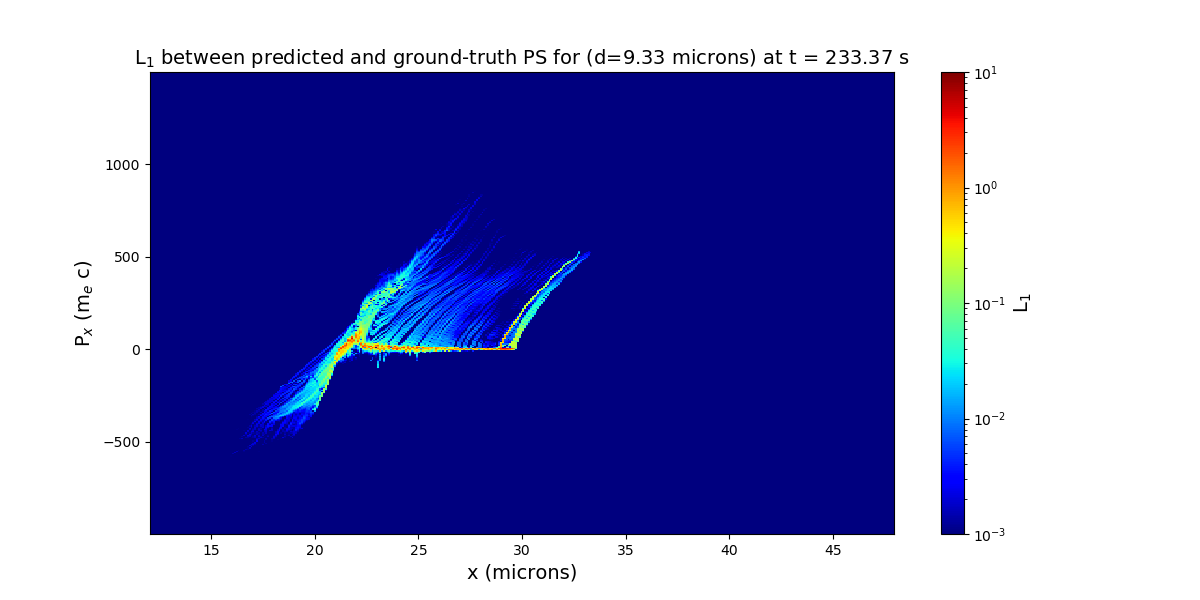 L₁ between predicted and ground-truth PS for (d=9.33 microns) at t = 233.37 s
1000
500
0
−500
Pₓ (mₑ c)
15 20 25 30 35 40 45
x (microns)
10¹
10⁰
10⁻¹
10⁻²
10⁻³
L₁